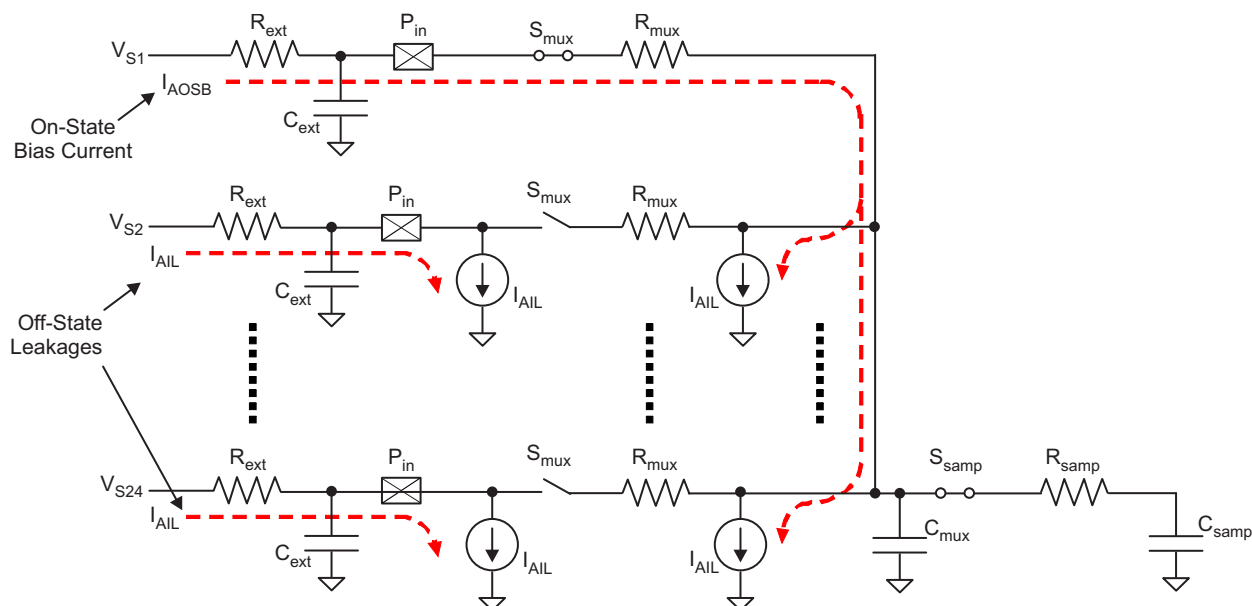 Rext
Pin
Smux
Rmux
VS1
IAOSB
Cext
On-State
Bias Current
Rext
Pin
Smux
Rmux
VS2
IAIL
Cext
IAIL
IAIL
Off-State
Leakages
Rext
Pin
Smux
Rmux
Ssamp
Rsamp
VS24
IAIL
Cext
IAIL
IAIL
Cmux
Csamp